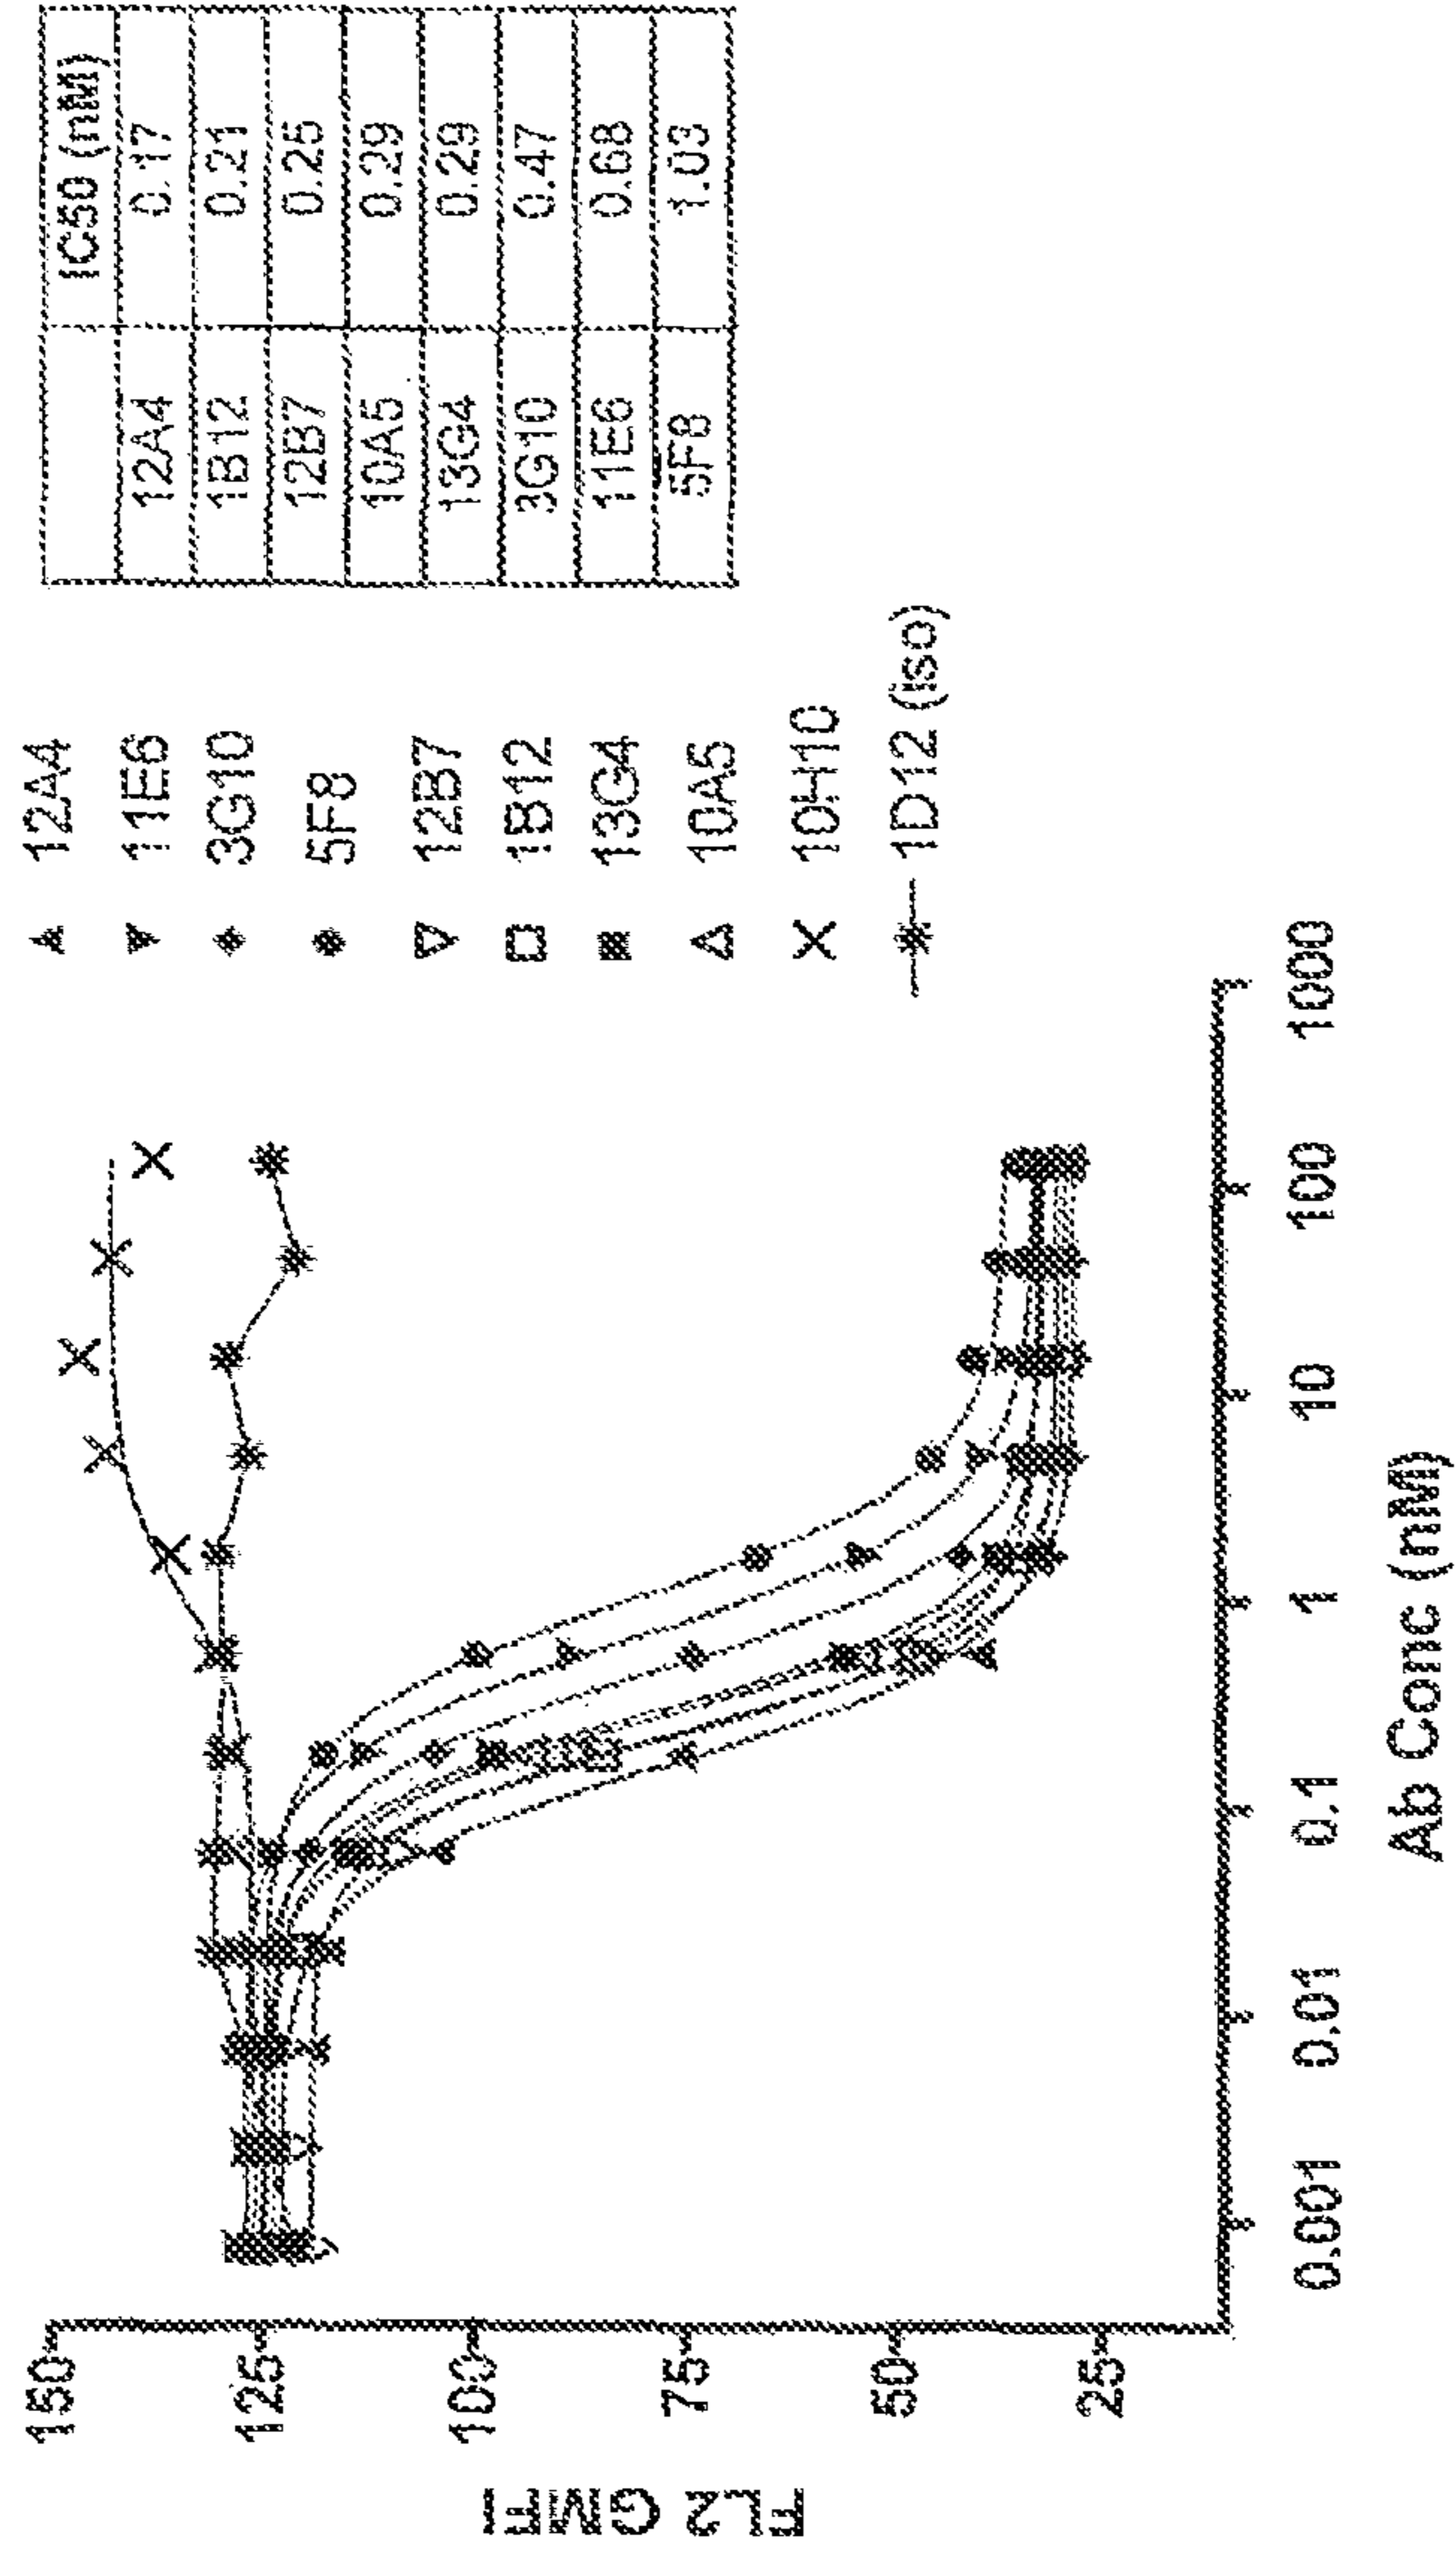 FL2 GMFI
150
125
100
75
50
25
0.001
0.01
0.1
1
10
100
1000
Ab Conc (nM)
12A4
11E6
3G10
5F8
12B7
1B12
13G4
10A5
10H10
1D12 (iso)
IC50 (nM)
12A4 0.17
1B12 0.21
12B7 0.25
10A5 0.29
13G4 0.29
3G10 0.47
11E6 0.68
5F8 1.03